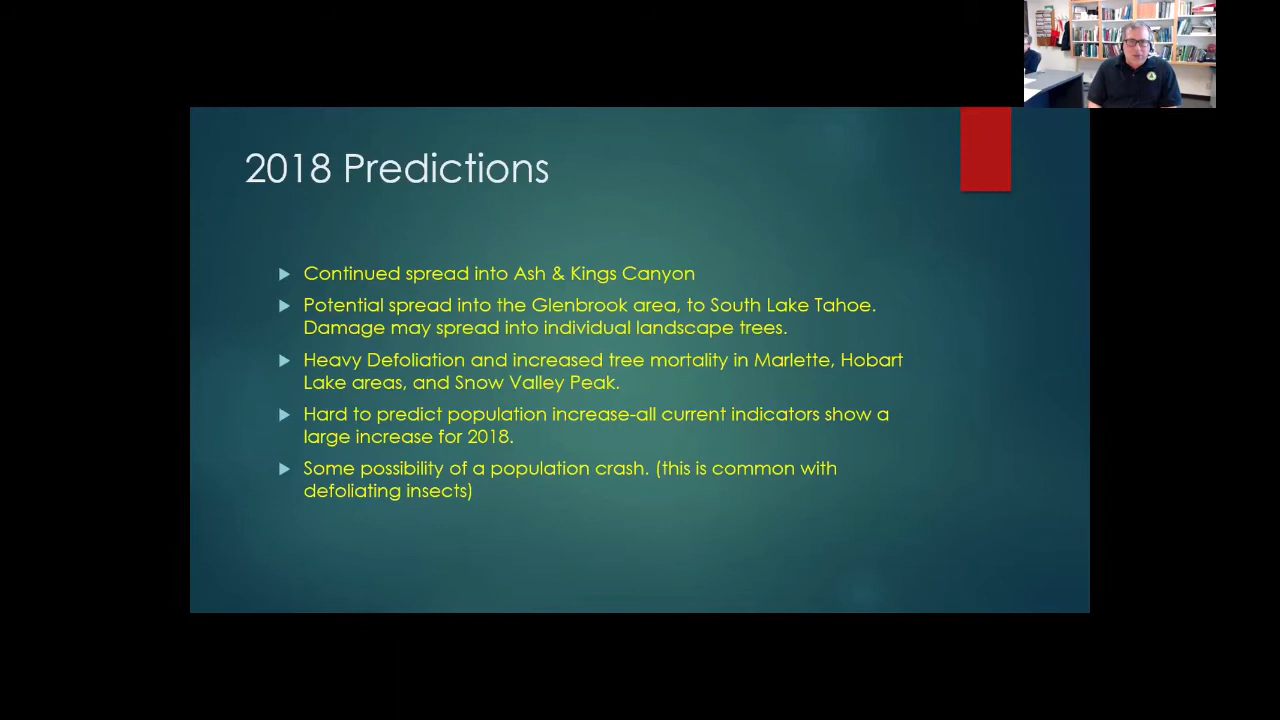 2018 Predictions
Continued spread into Ash & Kings Canyon
Potential spread into the Glenbrook area, to South Lake Tahoe.
Damage may spread into individual landscape trees.
Heavy Defoliation and increased tree mortality in Marlette, Hobart
Lake areas, and Snow Valley Peak.
Hard to predict population increase-all current indicators show a
large increase for 2018.
Some possibility of a population crash. (this is common with
defoliating insects)